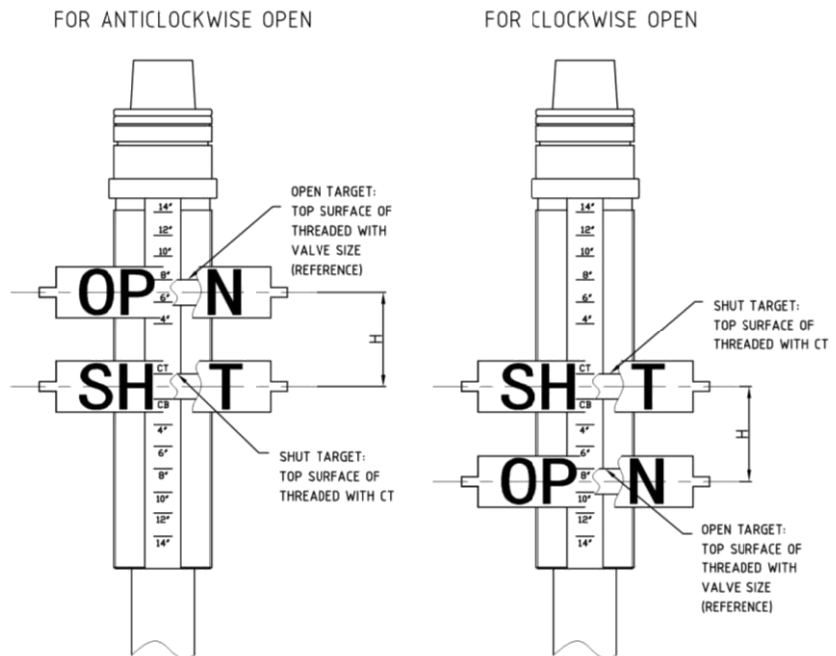 FOR ANTICLOCKWISE OPEN
14"
12"
10"
8"
6"
4"
OP N
OPEN TARGET:
TOP SURFACE OF
THREADED WITH
VALVE SIZE
(REFERENCE)
H
CT
SH T
CB
4"
6"
8"
10"
12"
14"
SHUT TARGET:
TOP SURFACE OF
THREADED WITH CT
FOR CLOCKWISE OPEN
14"
12"
10"
8"
6"
4"
SHUT TARGET:
TOP SURFACE OF
THREADED WITH CT
CT
SH T
CB
H
4"
6"
8"
OP N
10"
12"
14"
OPEN TARGET:
TOP SURFACE OF
THREADED WITH
VALVE SIZE
(REFERENCE)